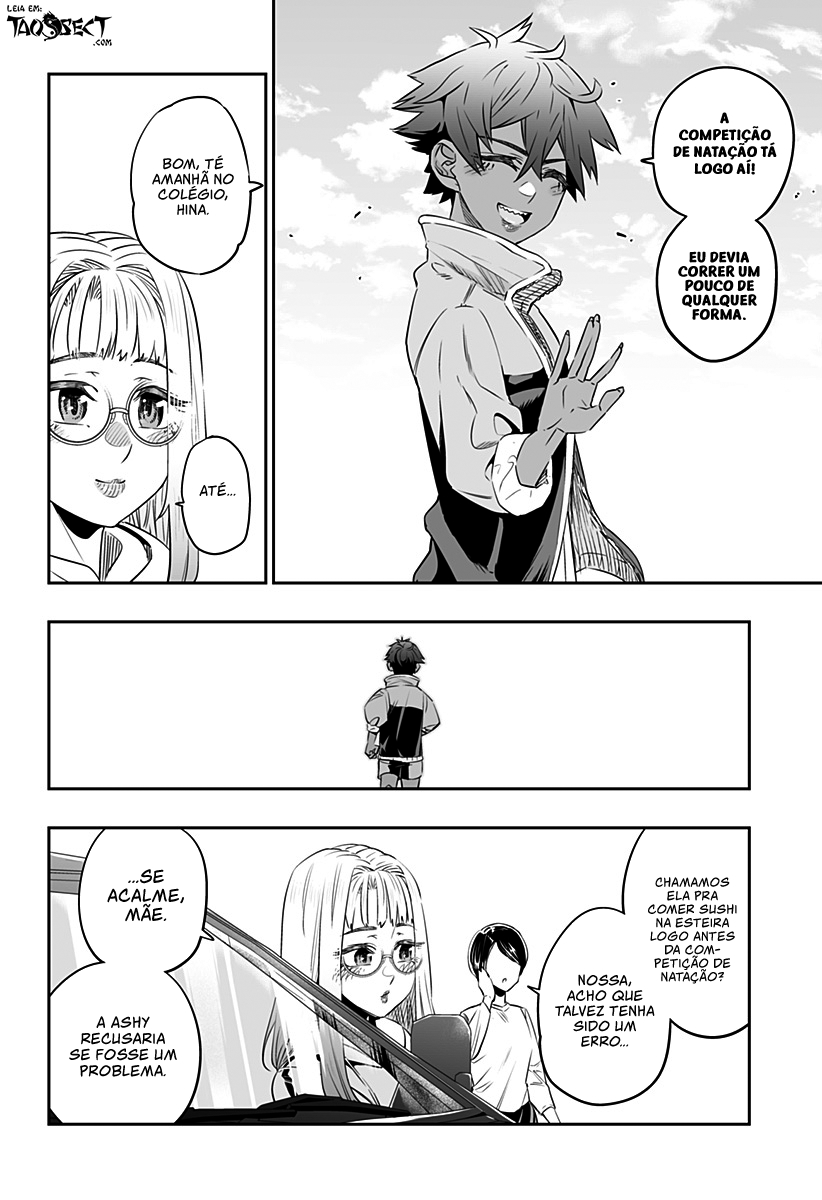 LEIA EM:
TAOSECT
.COM
A
COMPETIÇÃO
DE NATAÇÃO TÁ
LOGO AÍ!
EU DEVIA
CORRER UM
POUCO DE
QUALQUER
FORMA.
BOM, TÉ
AMANHÃ NO
COLÉGIO,
HINA.
ATÉ...
CHAMAMOS
ELA PRA
COMER SUSHI
NA ESTEIRA
LOGO ANTES
DA COM-
PETIÇÃO DE
NATAÇÃO?
NOSSA,
ACHO QUE
TALVEZ TENHA
SIDO UM
ERRO...
...SE
ACALME,
MÃE.
A ASHY
RECUSARIA
SE FOSSE UM
PROBLEMA.